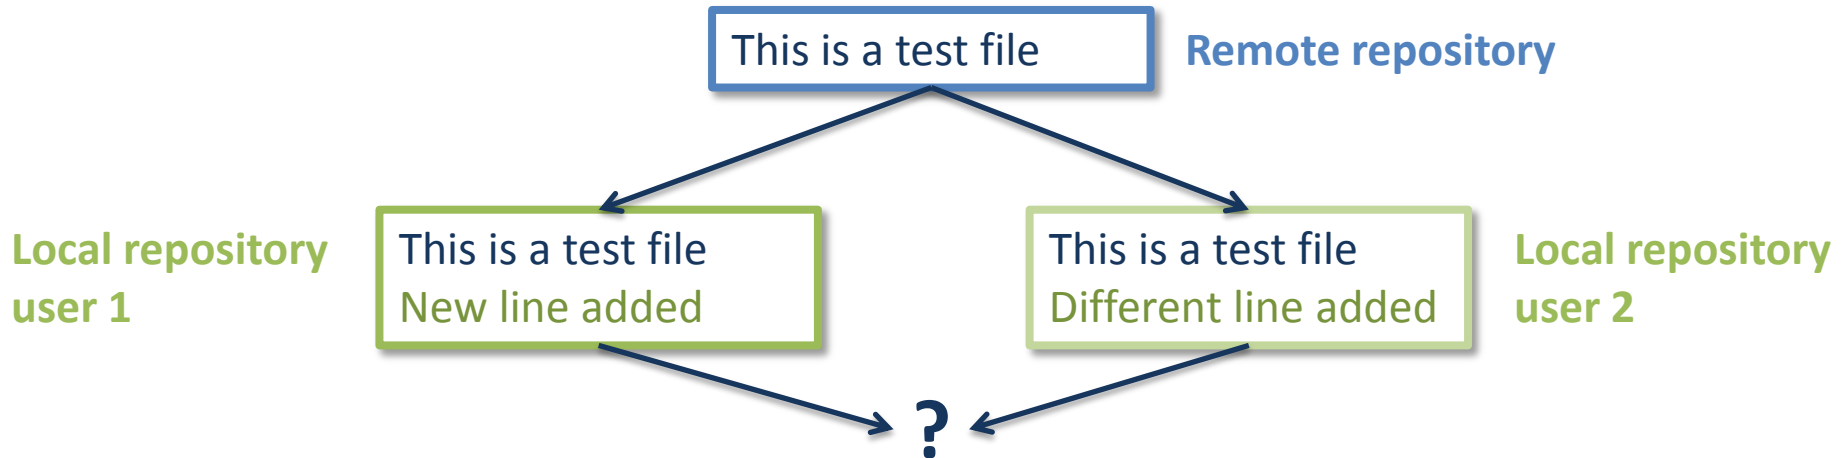 This is a test file
Remote repository
Local repository
user 1
This is a test file
New line added
This is a test file
Different line added
Local repository
user 2
?